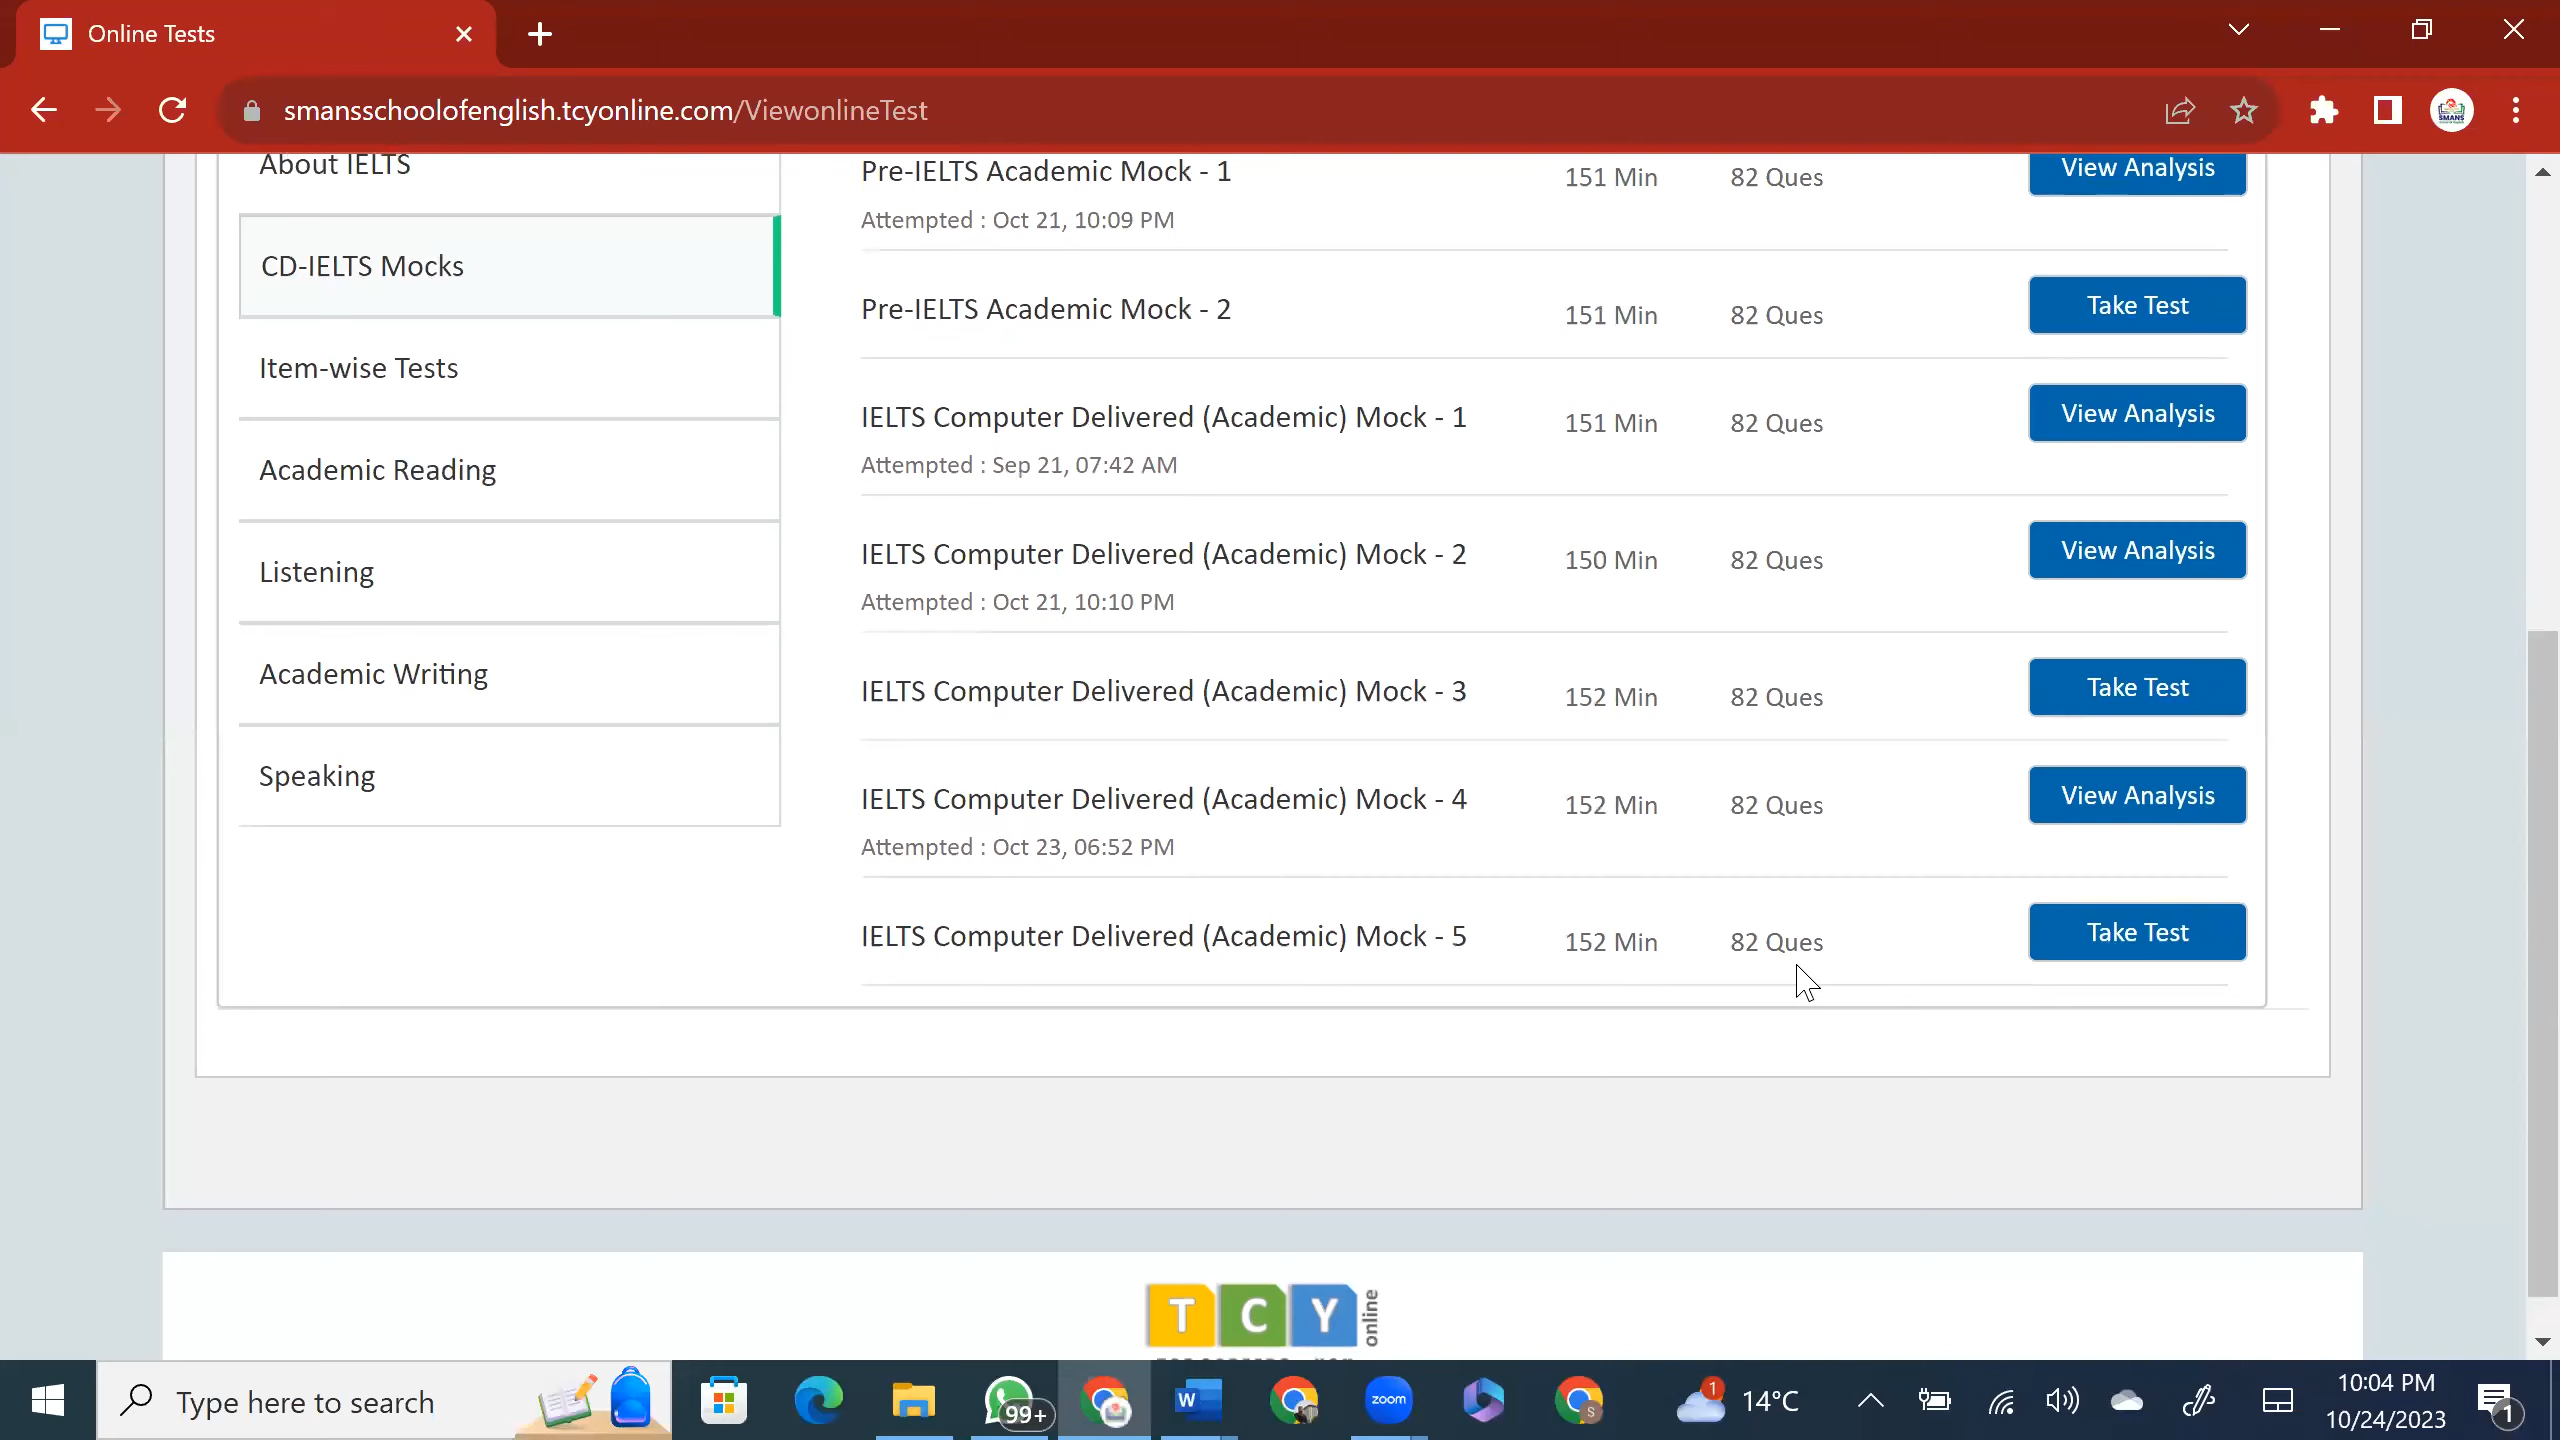 Online Tests
smansschoolofenglish.tcyonline.com/ViewonlineTest
SMANS
About IELTS
CD-IELTS Mocks
Item-wise Tests
Academic Reading
Listening
Academic Writing
Speaking
Pre-IELTS Academic Mock - 1 151 Min 82 Ques View Analysis
Attempted : Oct 21, 10:09 PM
Pre-IELTS Academic Mock - 2 151 Min 82 Ques Take Test
IELTS Computer Delivered (Academic) Mock - 1 151 Min 82 Ques View Analysis
Attempted : Sep 21, 07:42 AM
IELTS Computer Delivered (Academic) Mock - 2 150 Min 82 Ques View Analysis
Attempted : Oct 21, 10:10 PM
IELTS Computer Delivered (Academic) Mock - 3 152 Min 82 Ques Take Test
IELTS Computer Delivered (Academic) Mock - 4 152 Min 82 Ques View Analysis
Attempted : Oct 23, 06:52 PM
IELTS Computer Delivered (Academic) Mock - 5 152 Min 82 Ques Take Test
TCY online
Type here to search
99+
W
zoom
S
1
14°C
10:04 PM
10/24/2023
1